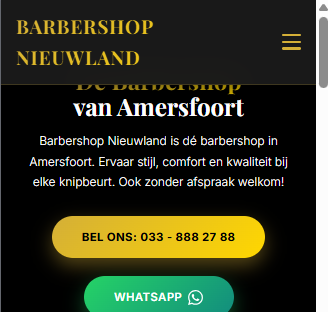 BARBERSHOP
NIEUWLAND
De Barbershop
van Amersfoort
Barbershop Nieuwland is dé barbershop in
Amersfoort. Ervaar stijl, comfort en kwaliteit bij
elke knipbeurt. Ook zonder afspraak welkom!
BEL ONS: 033 - 888 27 88
WHATSAPP